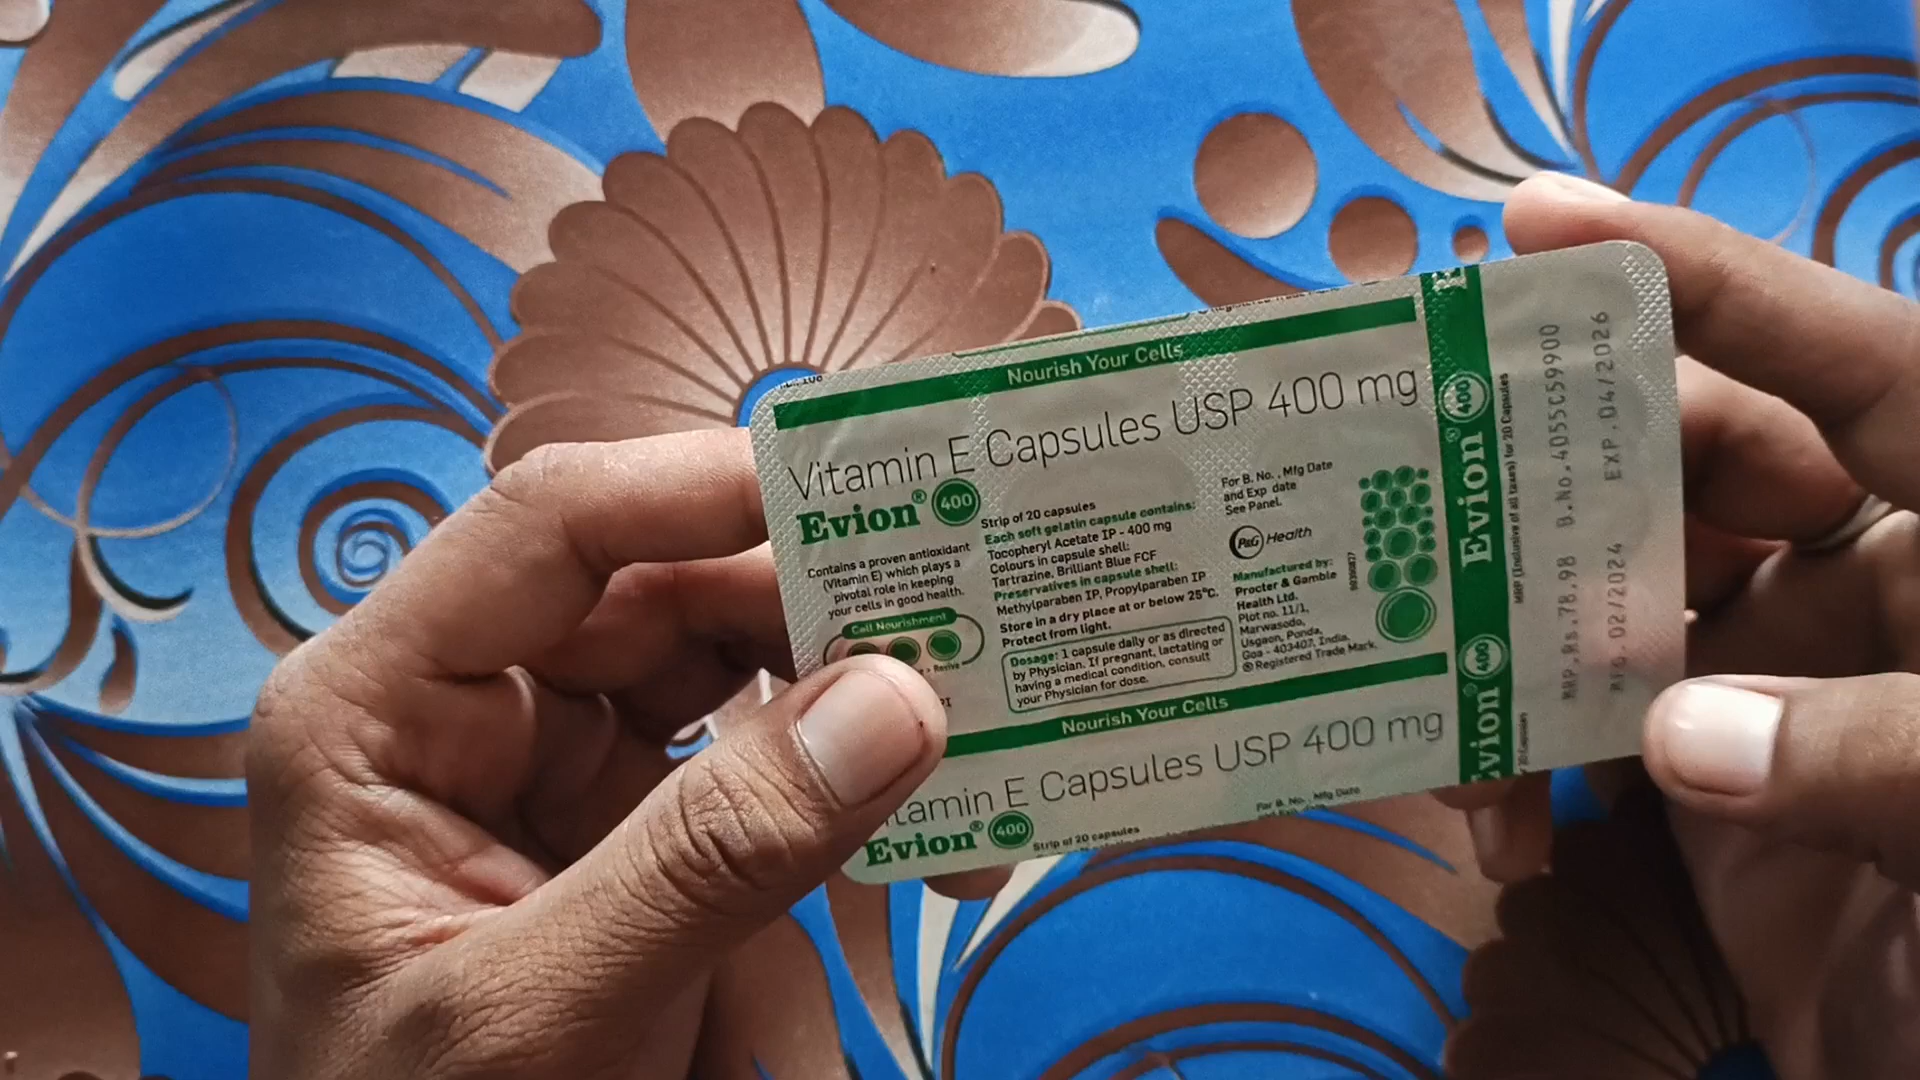 Nourish Your Cells
Vitamin E Capsules USP 400 mg
Evion® 400
Contains a proven antioxidant
(Vitamin E) which plays a
pivotal role in keeping
your cells in good health.
Cell Nourishment
> Revive
Strip of 20 capsules
Each soft gelatin capsule contains:
Tocopheryl Acetate IP - 400 mg
Colours in capsule shell:
Tartrazine, Brilliant Blue FCF
Preservatives in capsule shell:
Methylparaben IP, Propylparaben IP
Store in a dry place at or below 25°C.
Protect from light.
Dosage: 1 capsule daily or as directed
by Physician. If pregnant, lactating or
having a medical condition, consult
your Physician for dose.
For B. No., Mfg Date
and Exp date
See Panel.
P&G Health
Manufactured by:
Procter & Gamble
Health Ltd.
Plot no. 11/1,
Marwasodo,
Usgaon, Ponda,
Goa - 403407, India.
® Registered Trade Mark.
Nourish Your Cells
Vitamin E Capsules USP 400 mg
Evion® 400
Strip of 20 capsules
For B. No., Mfg Date
Evion® 400
Evion® 400
MRP (Inclusive of all taxes) for 20 Capsules
20 Capsules
MRP.Rs.78.98 B.No.4055C59900
MFG.02/2024 EXP.04/2026